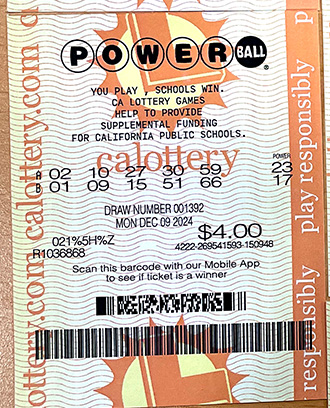 POWERBALL®
YOU PLAY, SCHOOLS WIN.
CA LOTTERY GAMES
HELP TO PROVIDE
SUPPLEMENTAL FUNDING
FOR CALIFORNIA PUBLIC SCHOOLS.
calottery
POWER
A 02 10 27 30 59 23
B 01 09 15 51 66 17
DRAW NUMBER 001392
MON DEC 09 2024
$4.00
021%5H%Z
4222-269541593-150948
R1036868
Scan this barcode with our Mobile App
to see if ticket is a winner
calottery.com calottery.com
play responsibly
responsibly